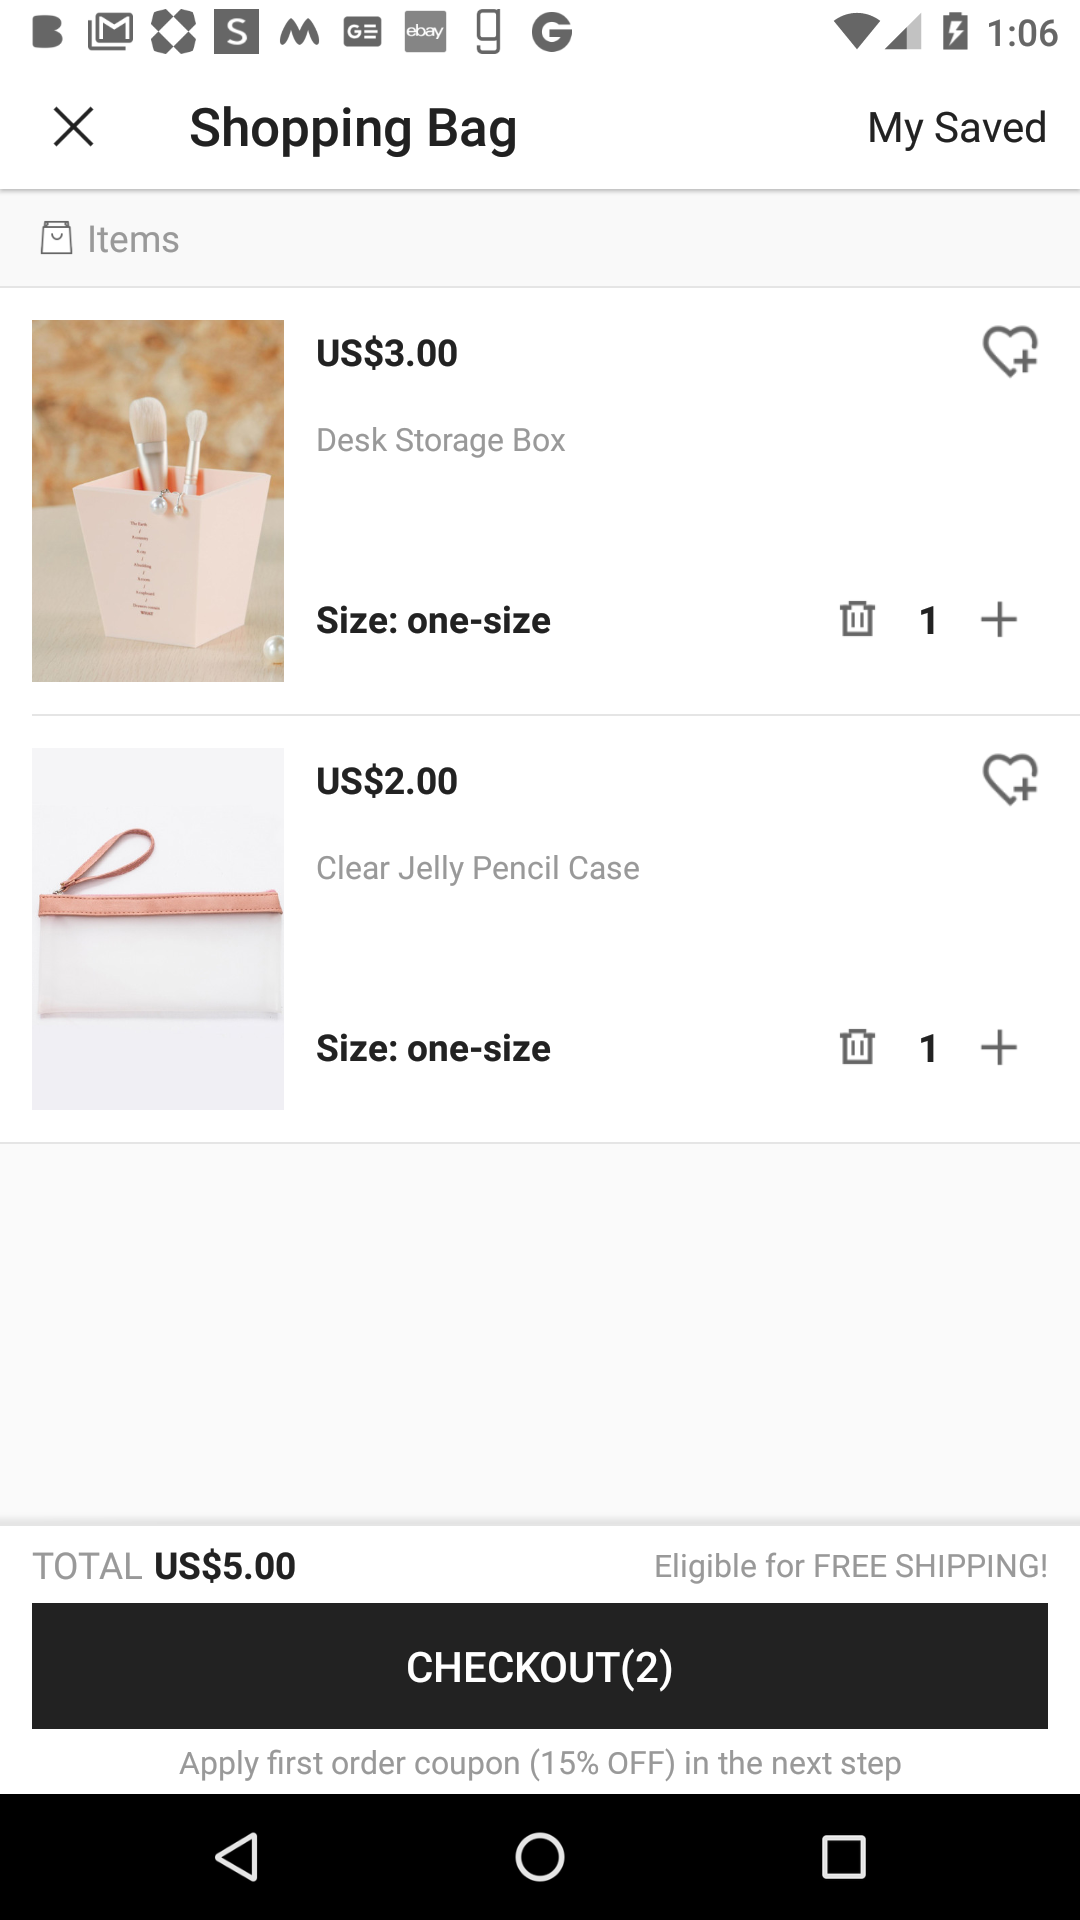 S GE ebay g G 1:06
Shopping Bag My Saved
Items
US$3.00
Desk Storage Box
Size: one-size 1
US$2.00
Clear Jelly Pencil Case
Size: one-size 1
TOTAL US$5.00 Eligible for FREE SHIPPING!
CHECKOUT(2)
Apply first order coupon (15% OFF) in the next step